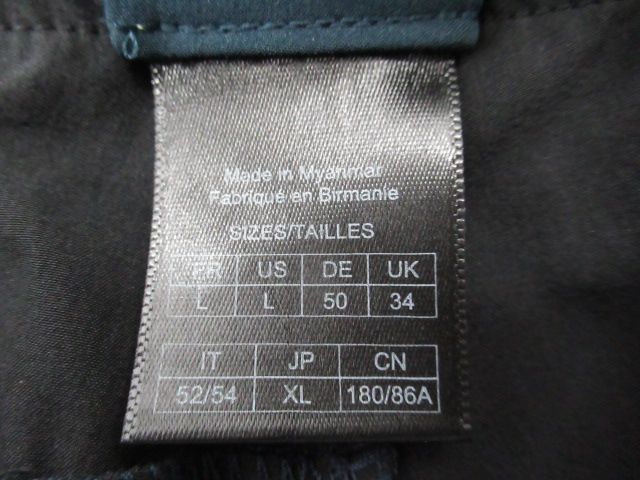 Made in Myanmar
Fabriqué en Birmanie
SIZES/TAILLES
FR US DE UK
L L 50 34
IT JP CN
52/54 XL 180/86A